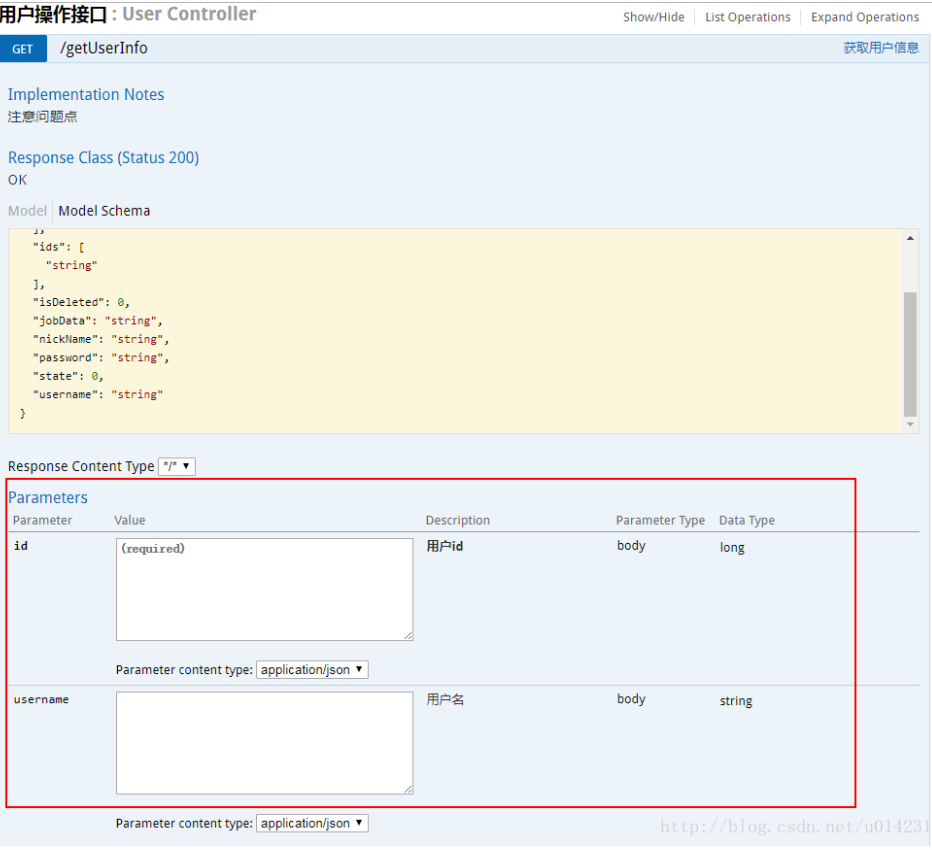 用户操作接口 : User Controller
Show/Hide List Operations Expand Operations
GET /getUserInfo 获取用户信息
Implementation Notes
注意问题点
Response Class (Status 200)
OK
Model Model Schema
],
"ids": [
"string"
],
"isDeleted": 0,
"jobData": "string",
"nickName": "string",
"password": "string",
"state": 0,
"username": "string"
}
Response Content Type */*
Parameters
Parameter Value Description Parameter Type Data Type
id (required) 用户id body long
Parameter content type: application/json
username 用户名 body string
Parameter content type: application/json
http://blog.csdn.net/u014231